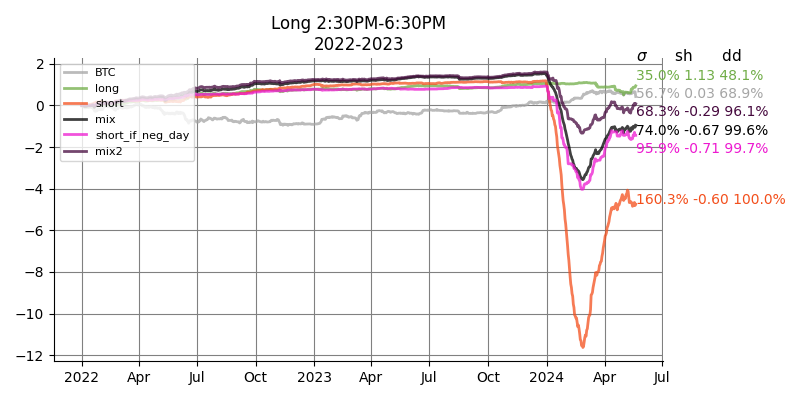 Long 2:30PM-6:30PM
2022-2023
σ sh dd
35.0% 1.13 48.1%
56.7% 0.03 68.9%
68.3% -0.29 96.1%
74.0% -0.67 99.6%
95.9% -0.71 99.7%
160.3% -0.60 100.0%
BTC
long
short
mix
short_if_neg_day
mix2
2
0
−2
−4
−6
−8
−10
−12
2022 Apr Jul Oct 2023 Apr Jul Oct 2024 Apr Jul